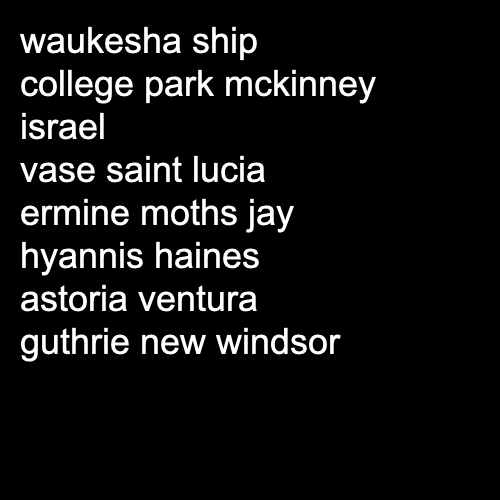 waukesha ship
college park mckinney
israel
vase saint lucia
ermine moths jay
hyannis haines
astoria ventura
guthrie new windsor